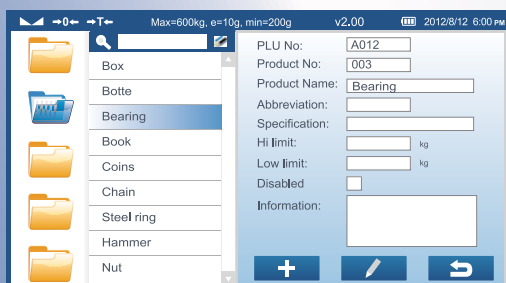 →0← →T← Max=600kg, e=10g, min=200g v2.00 2012/8/12 6:00 PM
Box
Botte
Bearing
Book
Coins
Chain
Steel ring
Hammer
Nut
PLU No: A012
Product No: 003
Product Name: Bearing
Abbreviation:
Specification:
Hi limit: kg
Low limit: kg
Disabled
Information: